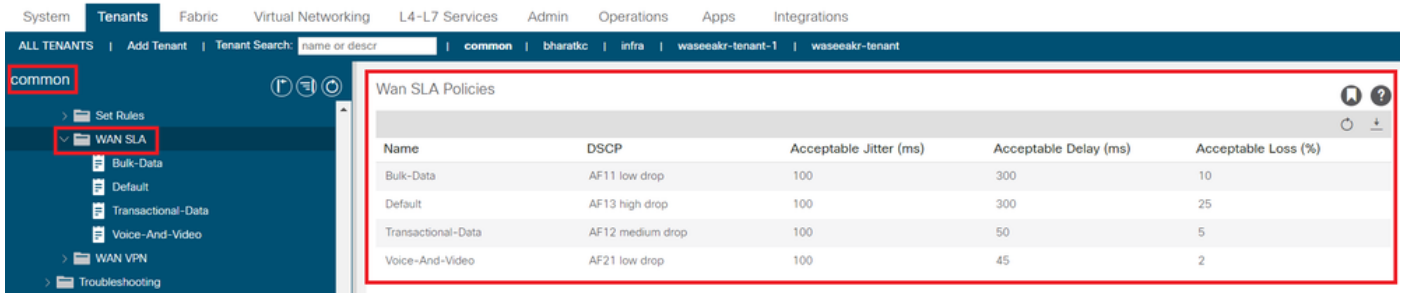 System Tenants Fabric Virtual Networking L4-L7 Services Admin Operations Apps Integrations
ALL TENANTS | Add Tenant | Tenant Search: name or descr | common | bharatkc | infra | waseeakr-tenant-1 | waseeakr-tenant
common
Set Rules
WAN SLA
Bulk-Data
Default
Transactional-Data
Voice-And-Video
WAN VPN
Troubleshooting
Wan SLA Policies
Name DSCP Acceptable Jitter (ms) Acceptable Delay (ms) Acceptable Loss (%)
Bulk-Data AF11 low drop 100 300 10
Default AF13 high drop 100 300 25
Transactional-Data AF12 medium drop 100 50 5
Voice-And-Video AF21 low drop 100 45 2